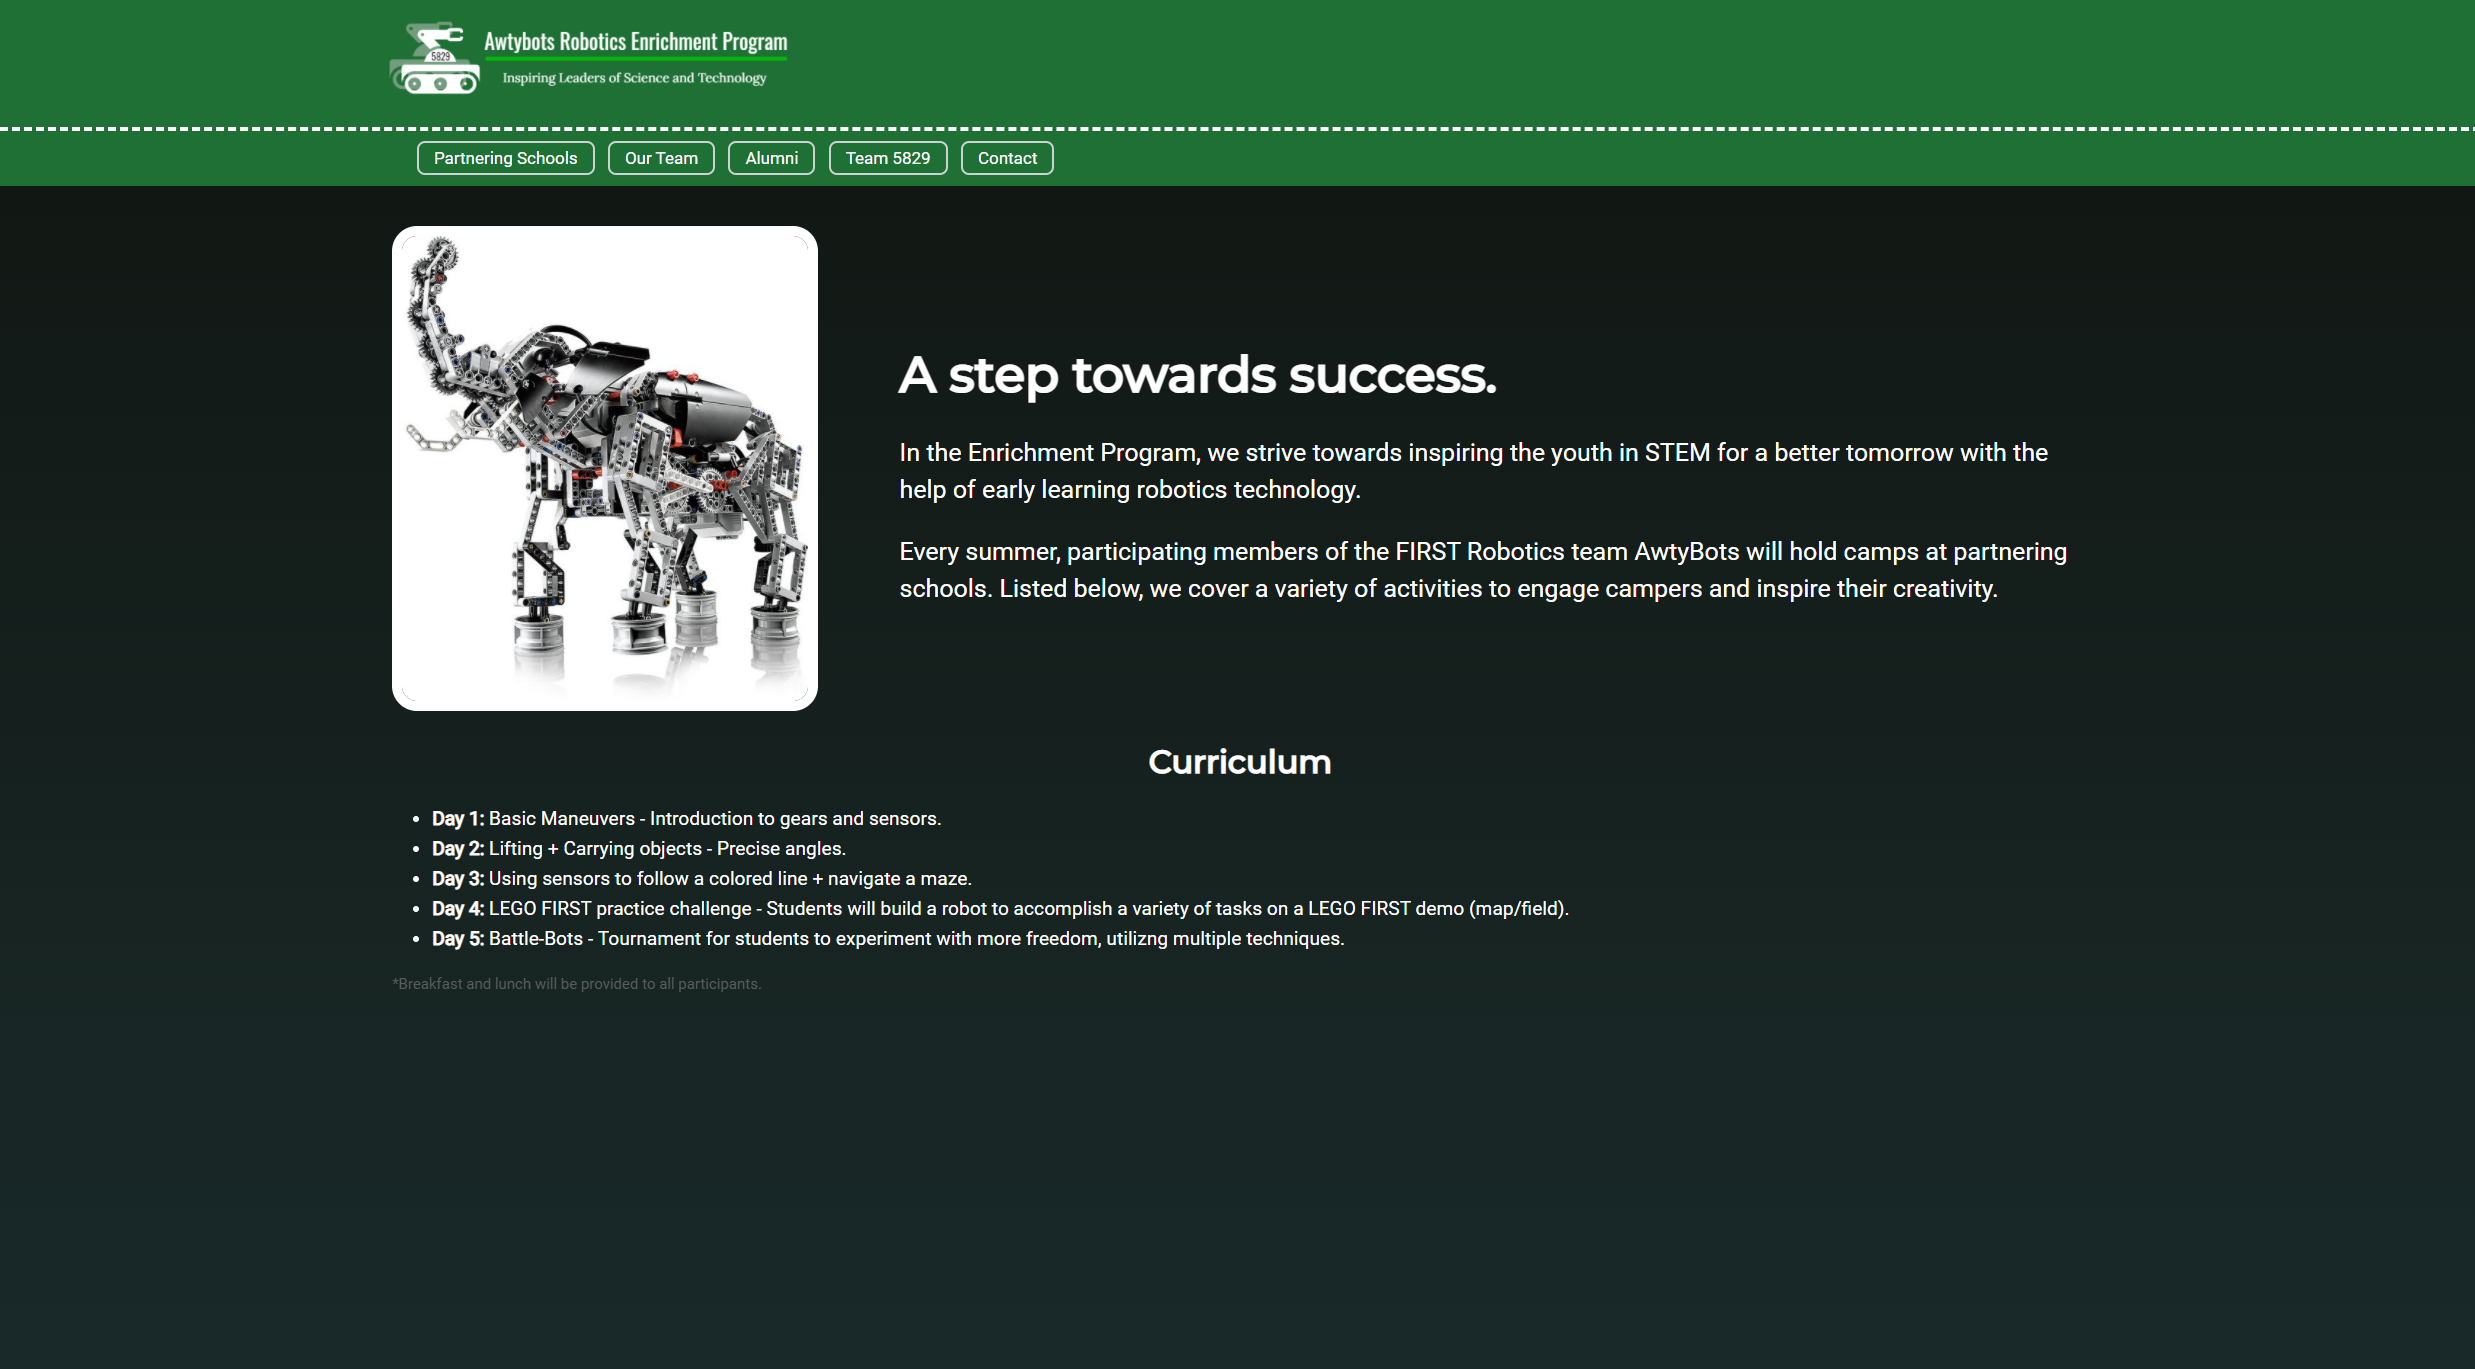 5829
Awtybots Robotics Enrichment Program
Inspiring Leaders of Science and Technology
Partnering Schools
Our Team
Alumni
Team 5829
Contact
A step towards success.
In the Enrichment Program, we strive towards inspiring the youth in STEM for a better tomorrow with the
help of early learning robotics technology.
Every summer, participating members of the FIRST Robotics team AwtyBots will hold camps at partnering
schools. Listed below, we cover a variety of activities to engage campers and inspire their creativity.
Curriculum
• Day 1: Basic Maneuvers - Introduction to gears and sensors.
• Day 2: Lifting + Carrying objects - Precise angles.
• Day 3: Using sensors to follow a colored line + navigate a maze.
• Day 4: LEGO FIRST practice challenge - Students will build a robot to accomplish a variety of tasks on a LEGO FIRST demo (map/field).
• Day 5: Battle-Bots - Tournament for students to experiment with more freedom, utilizng multiple techniques.
*Breakfast and lunch will be provided to all participants.